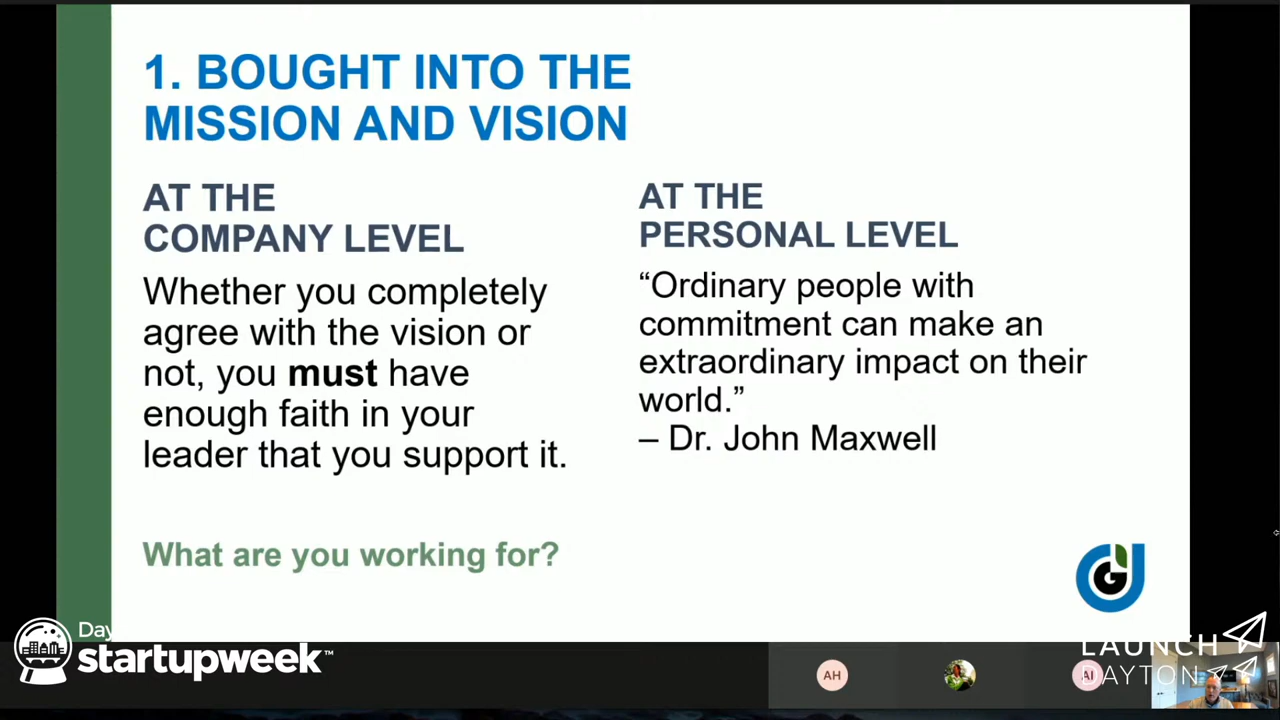 1. BOUGHT INTO THE
MISSION AND VISION
AT THE
COMPANY LEVEL
Whether you completely
agree with the vision or
not, you must have
enough faith in your
leader that you support it.
AT THE
PERSONAL LEVEL
“Ordinary people with
commitment can make an
extraordinary impact on their
world.”
– Dr. John Maxwell
What are you working for?
G
Day
startupweek™
AH
AI
LAUNCH
DAYTON